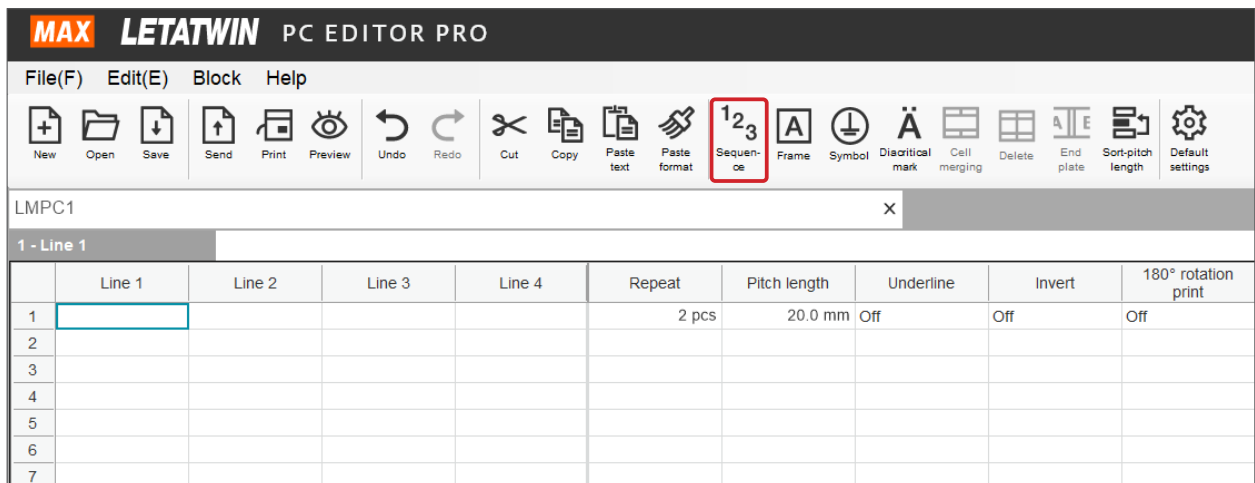 MAX LETATWIN PC EDITOR PRO
File(F) Edit(E) Block Help
1 2 3 A Ä A E
New Open Save Send Print Preview Undo Redo Cut Copy Paste text Paste format Sequen-ce Frame Symbol Diacritical mark Cell merging Delete End plate Sort-pitch length Default settings
LMPC1 ×
1 - Line 1
Line 1 Line 2 Line 3 Line 4 Repeat Pitch length Underline Invert 180° rotation print
1 2 pcs 20.0 mm Off Off Off
2
3
4
5
6
7